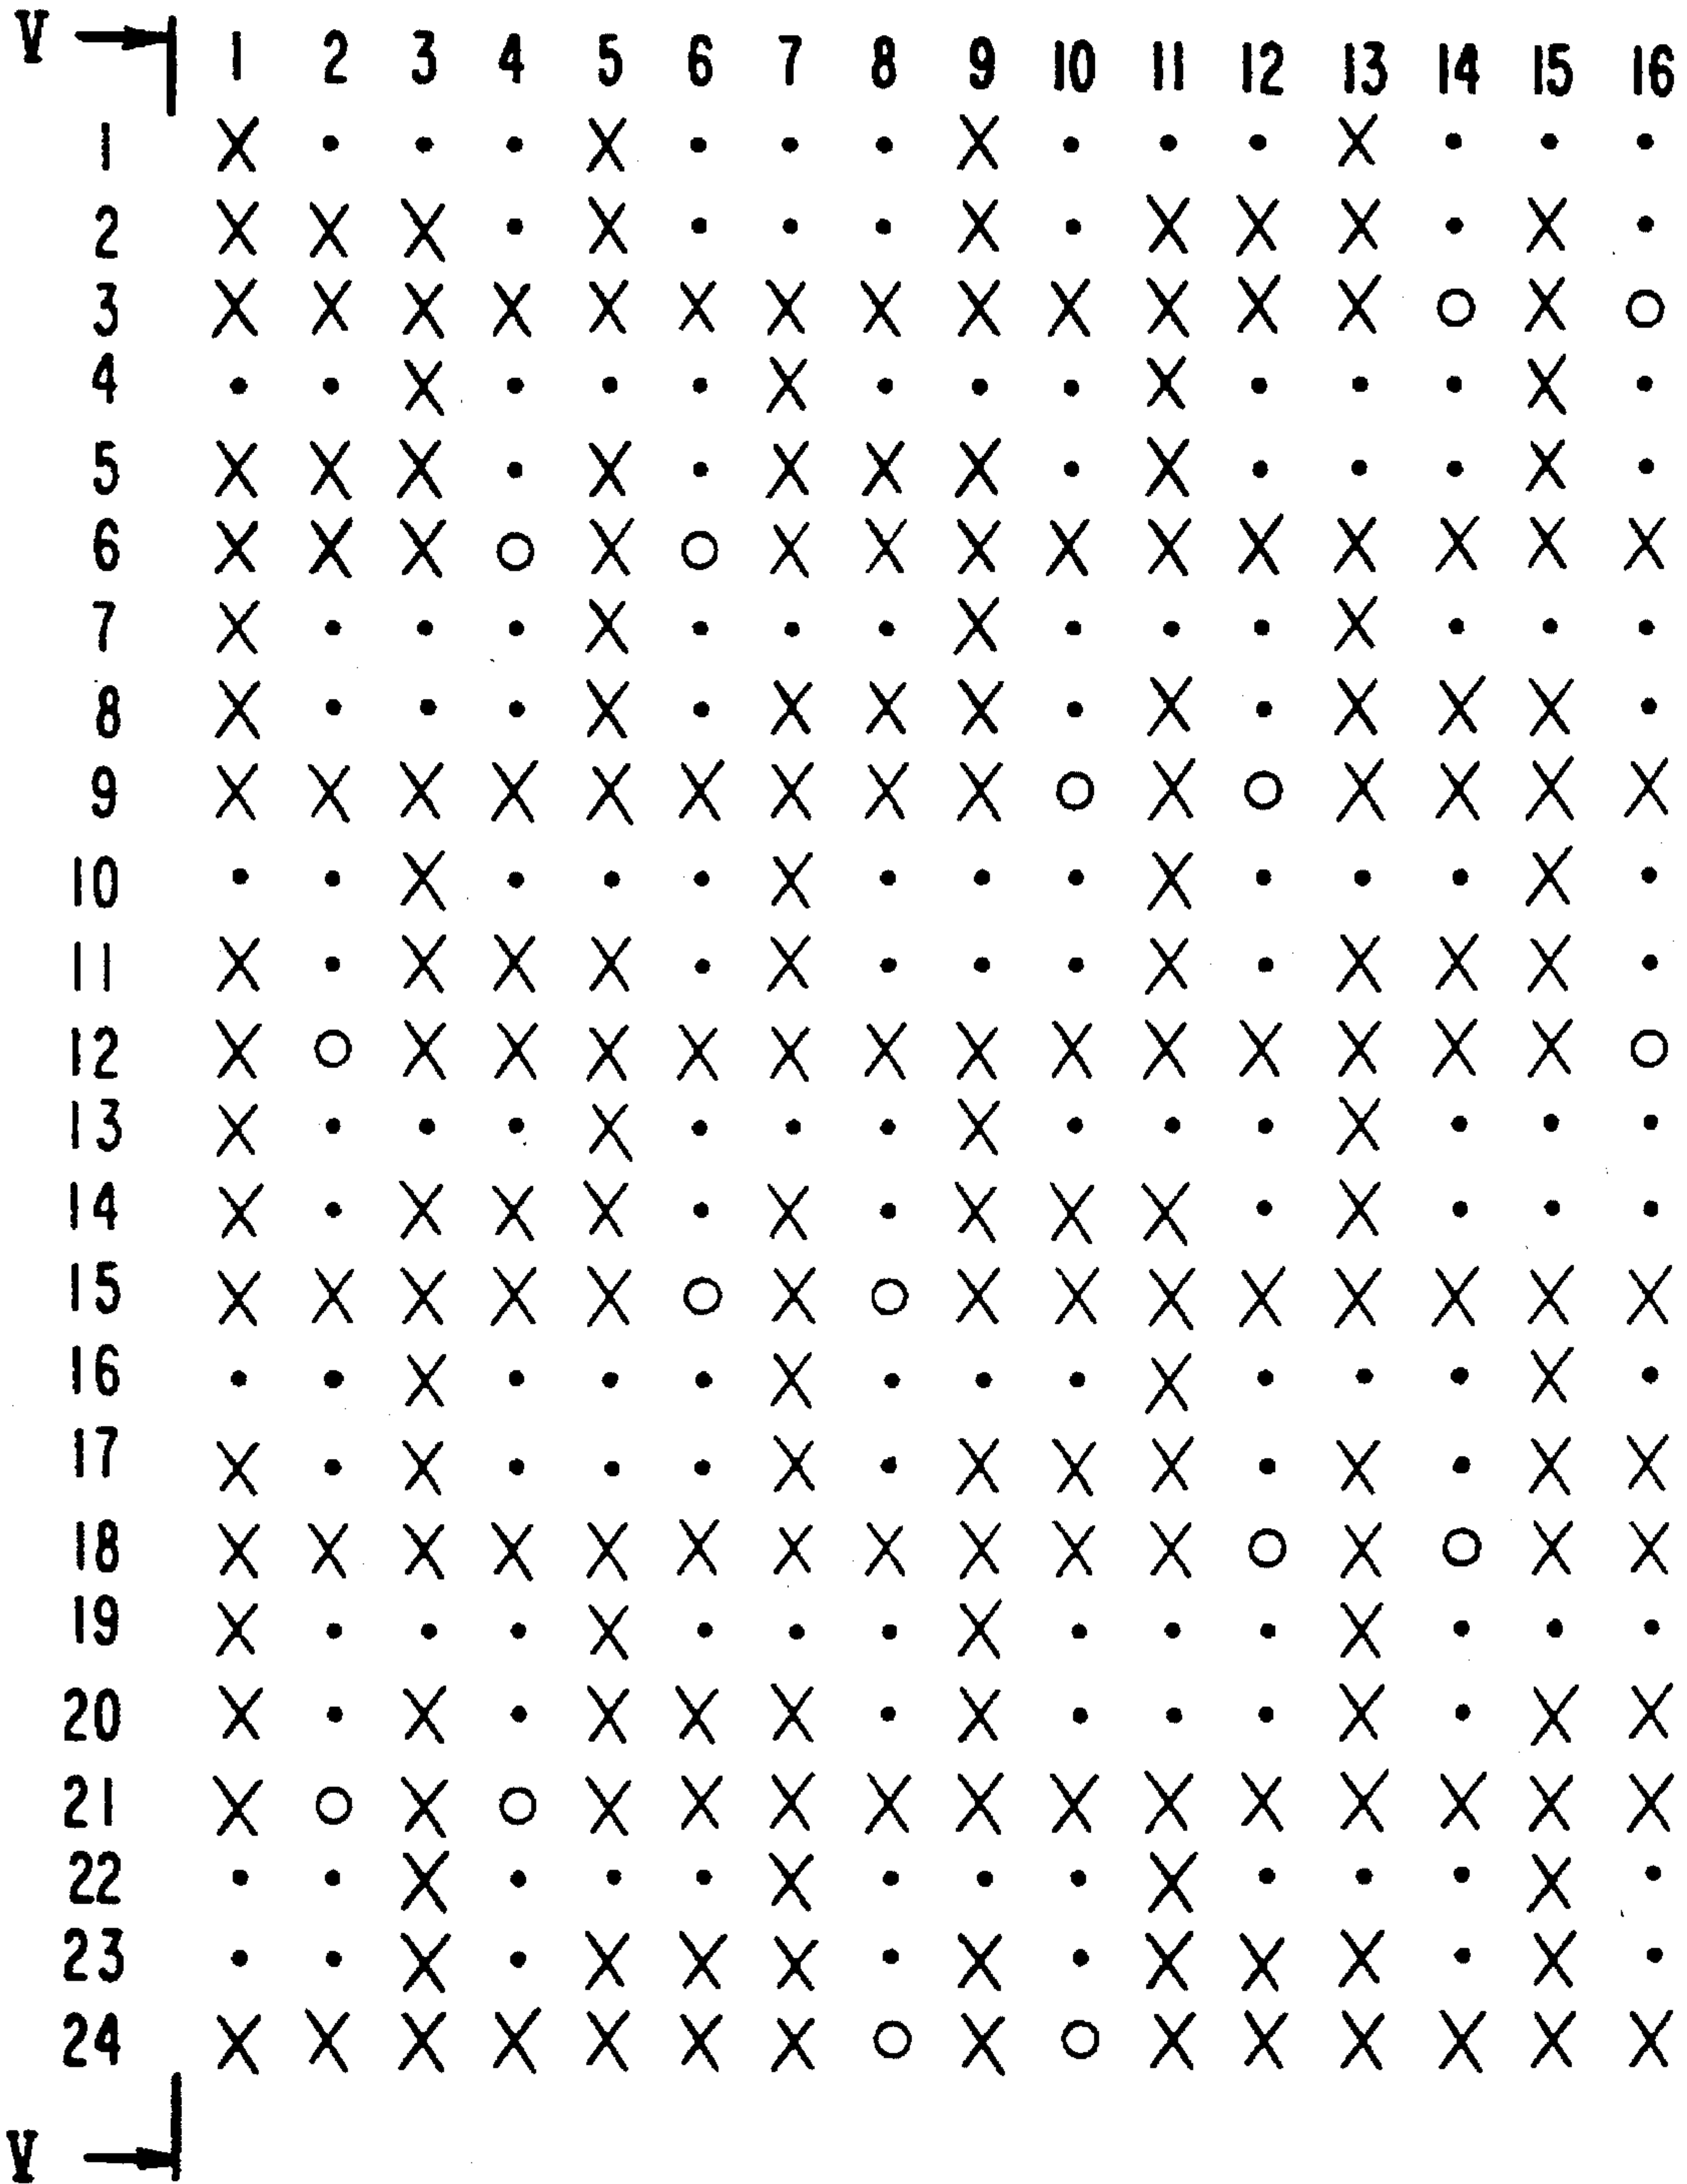 V 1 2 3 4 5 6 7 8 9 10 11 12 13 14 15 16
1 X • • • X • • • X • • • X • • •
2 X X X • X • • • X • X X X • X •
3 X X X X X X X X X X X X X O X O
4 • • X • • • X • • • X • • • X •
5 X X X • X • X X X • X • • • X •
6 X X X O X O X X X X X X X X X X
7 X • • • X • • • X • • • X • • •
8 X • • • X • X X X • X • X X X •
9 X X X X X X X X X O X O X X X X
10 • • X • • • X • • • X • • • X •
11 X • X X X • X • • • X • X X X •
12 X O X X X X X X X X X X X X X O
13 X • • • X • • • X • • • X • • •
14 X • X X X • X • X X X • X • • •
15 X X X X X O X O X X X X X X X X
16 • • X • • • X • • • X • • • X •
17 X • X • • • X • X X X • X • X X
18 X X X X X X X X X X X O X O X X
19 X • • • X • • • X • • • X • • •
20 X • X • X X X • X • • • X • X X
21 X O X O X X X X X X X X X X X X
22 • • X • • • X • • • X • • • X •
23 • • X • X X X • X • X X X • X •
24 X X X X X X X O X O X X X X X X
V